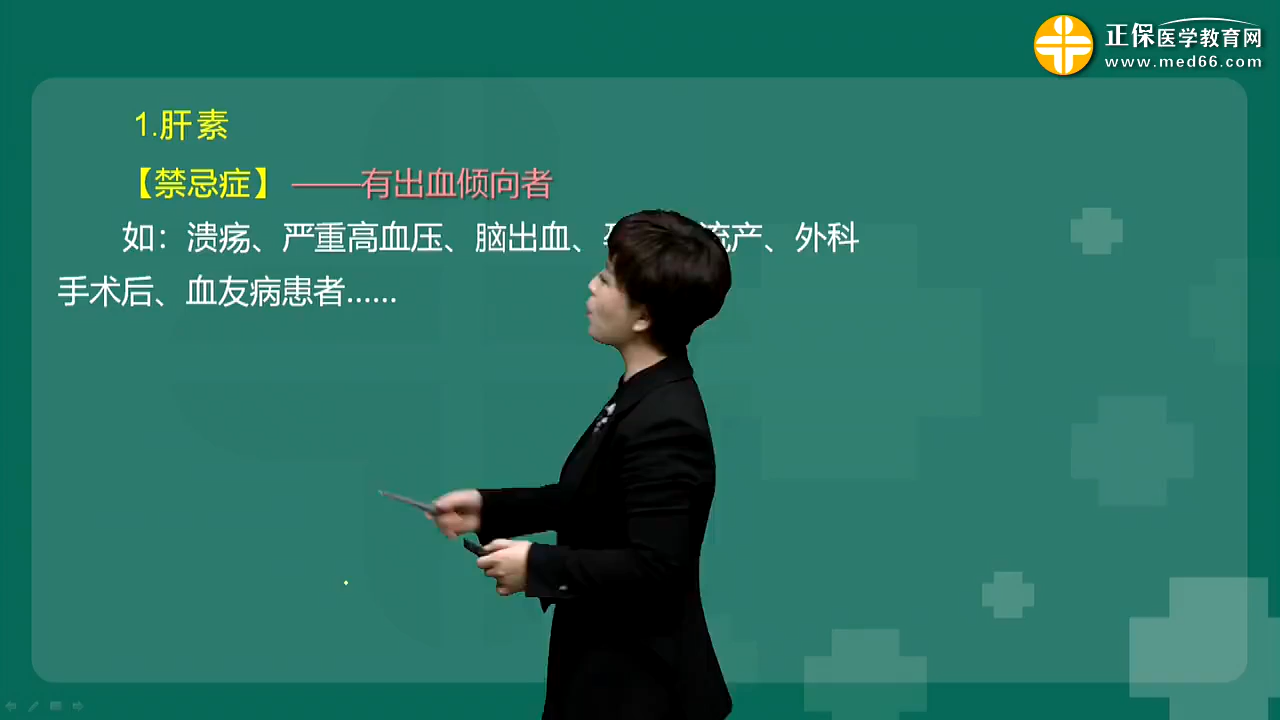 正保医学教育网
www.med66.com
1.肝素
【禁忌症】——有出血倾向者
如：溃疡、严重高血压、脑出血、流产、外科
手术后、血友病患者……